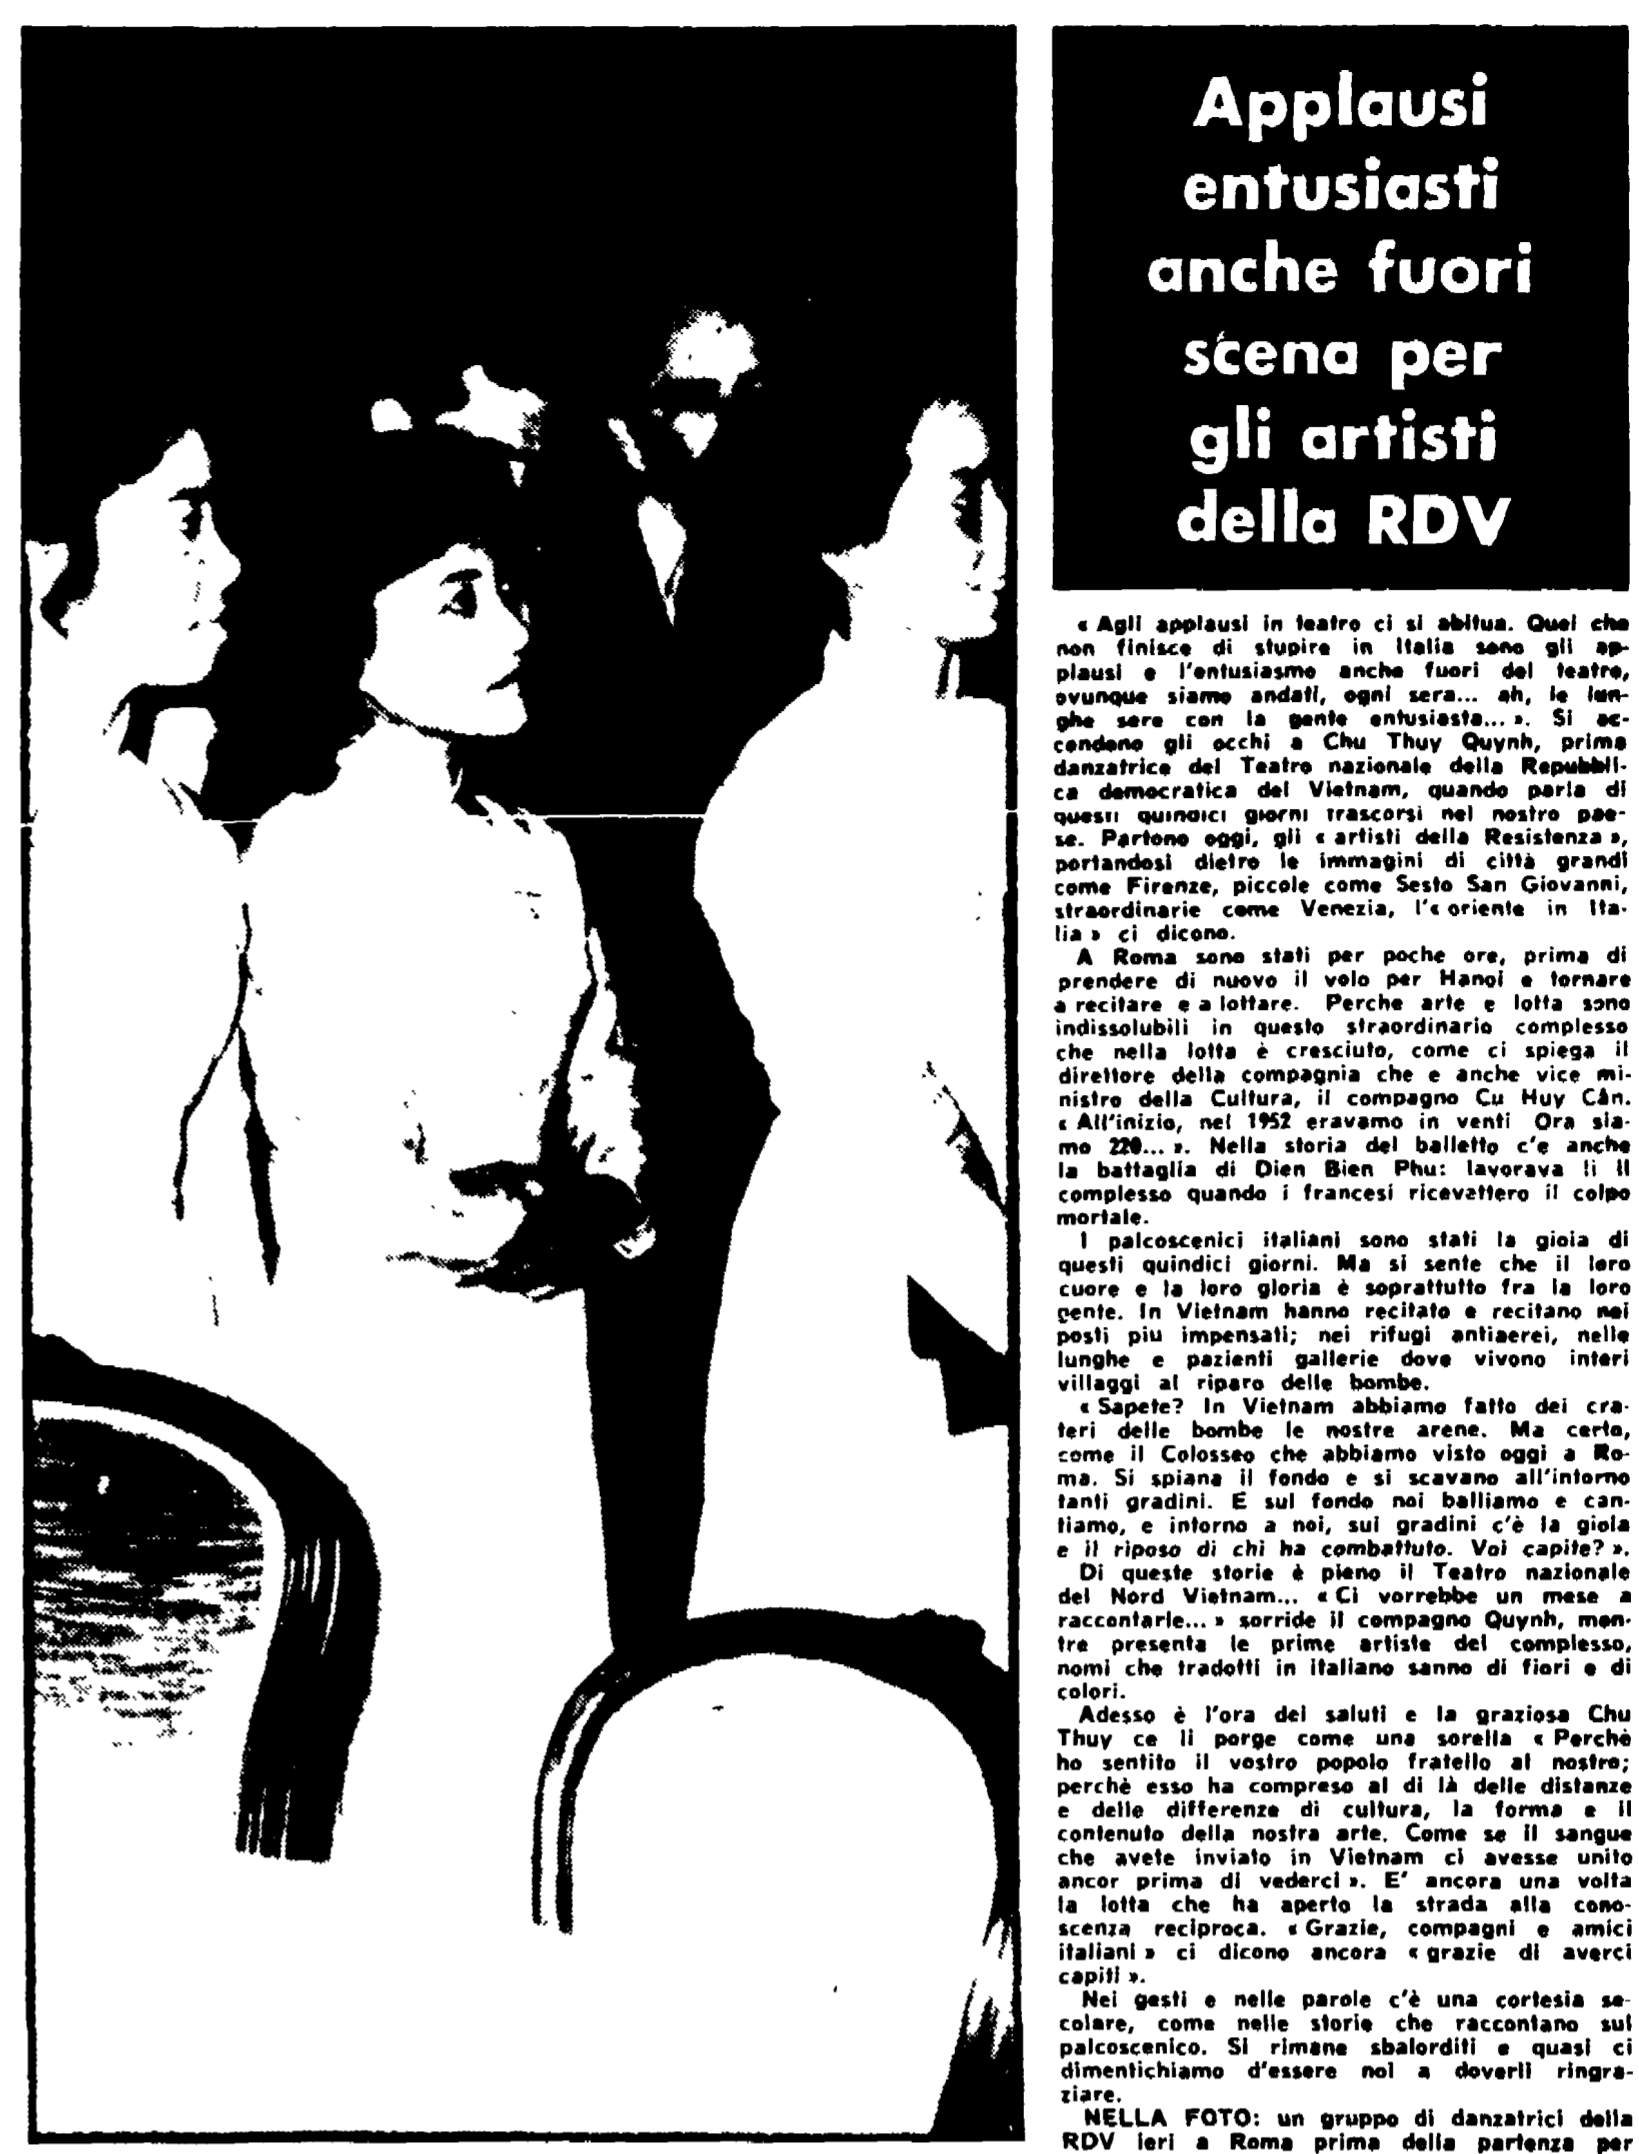 Applausi
entusiasti
anche fuori
scena per
gli artisti
della RDV
« Agli applausi in teatro ci si abitua. Quel che
non finisce di stupire in Italia sono gli ap-
plausi e l'entusiasmo anche fuori del teatro,
ovunque siamo andati, ogni sera... ah, le lun-
ghe sere con la gente entusiasta... ». Si ac-
cendono gli occhi a Chu Thuy Quynh, prima
danzatrice del Teatro nazionale della Repubbli-
ca democratica del Vietnam, quando parla di
questi quindici giorni trascorsi nel nostro pae-
se. Partono oggi, gli « artisti della Resistenza »,
portandosi dietro le immagini di città grandi
come Firenze, piccole come Sesto San Giovanni,
straordinarie come Venezia, l'« oriente in Ita-
lia » ci dicono.
A Roma sono stati per poche ore, prima di
prendere di nuovo il volo per Hanoi e tornare
a recitare e a lottare. Perche arte e lotta sono
indissolubili in questo straordinario complesso
che nella lotta è cresciuto, come ci spiega il
direttore della compagnia che e anche vice mi-
nistro della Cultura, il compagno Cu Huy Cân.
« All'inizio, nel 1952 eravamo in venti Ora sia-
mo 220... ». Nella storia del balletto c'e anche
la battaglia di Dien Bien Phu: lavorava lì il
complesso quando i francesi ricevettero il colpo
mortale.
I palcoscenici italiani sono stati la gioia di
questi quindici giorni. Ma si sente che il loro
cuore e la loro gloria è soprattutto fra la loro
gente. In Vietnam hanno recitato e recitano nei
posti piu impensati; nei rifugi antiaerei, nelle
lunghe e pazienti gallerie dove vivono interi
villaggi al riparo delle bombe.
« Sapete? In Vietnam abbiamo fatto dei cra-
teri delle bombe le nostre arene. Ma certo,
come il Colosseo che abbiamo visto oggi a Ro-
ma. Si spiana il fondo e si scavano all'intorno
tanti gradini. E sul fondo noi balliamo e can-
tiamo, e intorno a noi, sui gradini c'è la gioia
e il riposo di chi ha combattuto. Voi capite? ».
Di queste storie è pieno il Teatro nazionale
del Nord Vietnam... « Ci vorrebbe un mese a
raccontarle... » sorride il compagno Quynh, men-
tre presenta le prime artiste del complesso,
nomi che tradotti in italiano sanno di fiori e di
colori.
Adesso è l'ora dei saluti e la graziosa Chu
Thuy ce li porge come una sorella « Perchè
ho sentito il vostro popolo fratello al nostro;
perchè esso ha compreso al di là delle distanze
e delle differenze di cultura, la forma e il
contenuto della nostra arte. Come se il sangue
che avete inviato in Vietnam ci avesse unito
ancor prima di vederci ». E' ancora una volta
la lotta che ha aperto la strada alla cono-
scenza reciproca. « Grazie, compagni e amici
italiani » ci dicono ancora « grazie di averci
capiti ».
Nei gesti e nelle parole c'è una cortesia se-
colare, come nelle storie che raccontano sul
palcoscenico. Si rimane sbalorditi e quasi ci
dimentichiamo d'essere noi a doverli ringra-
ziare.
NELLA FOTO: un gruppo di danzatrici della
RDV ieri a Roma prima della partenza per